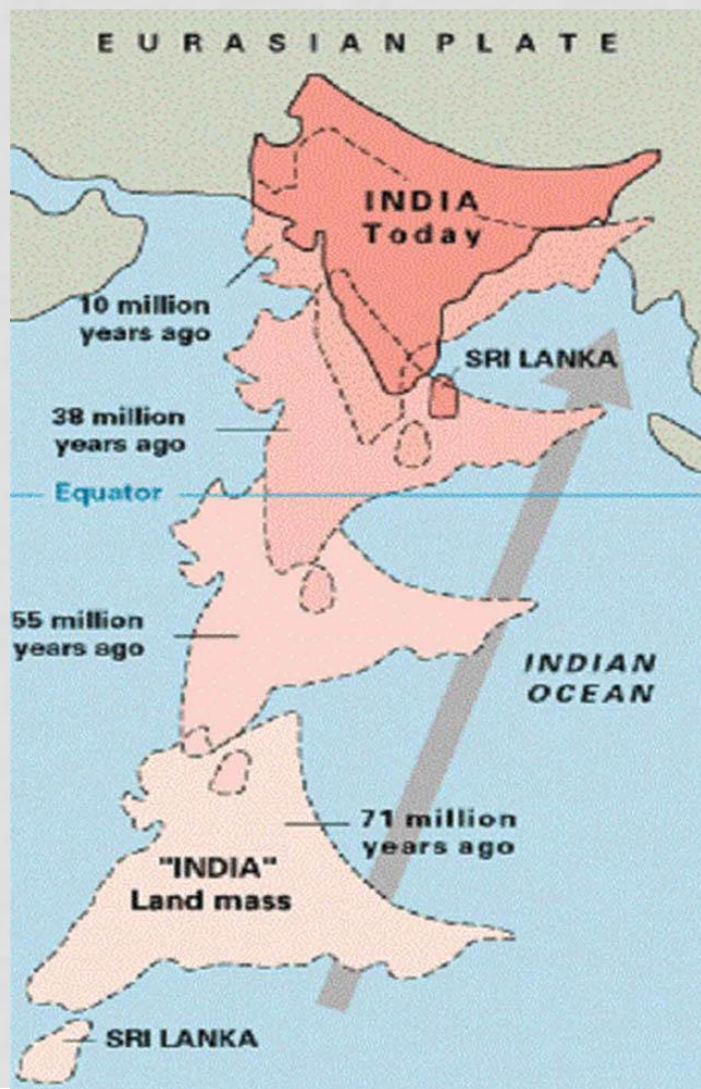 EURASIAN PLATE
INDIA
Today
10 million
years ago
SRI LANKA
38 million
years ago
Equator
55 million
years ago
INDIAN
OCEAN
71 million
years ago
"INDIA"
Land mass
SRI LANKA